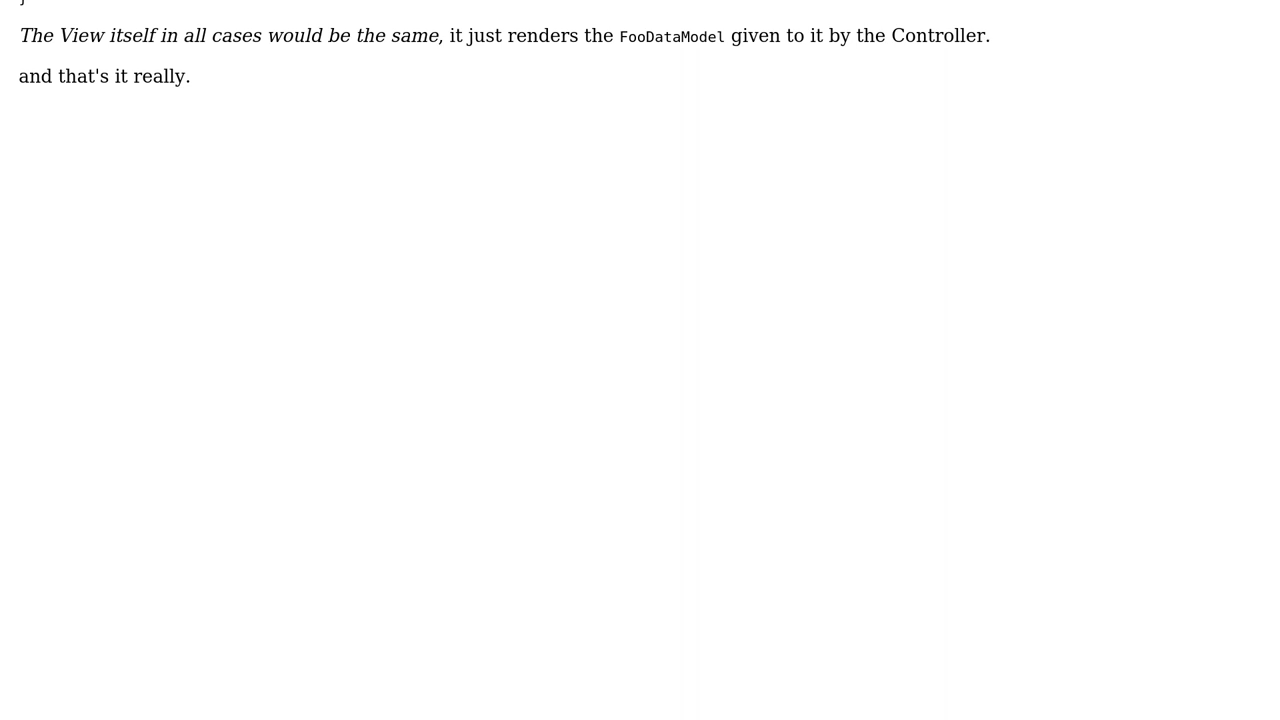 The View itself in all cases would be the same, it just renders the FooDataModel given to it by the Controller.
and that's it really.